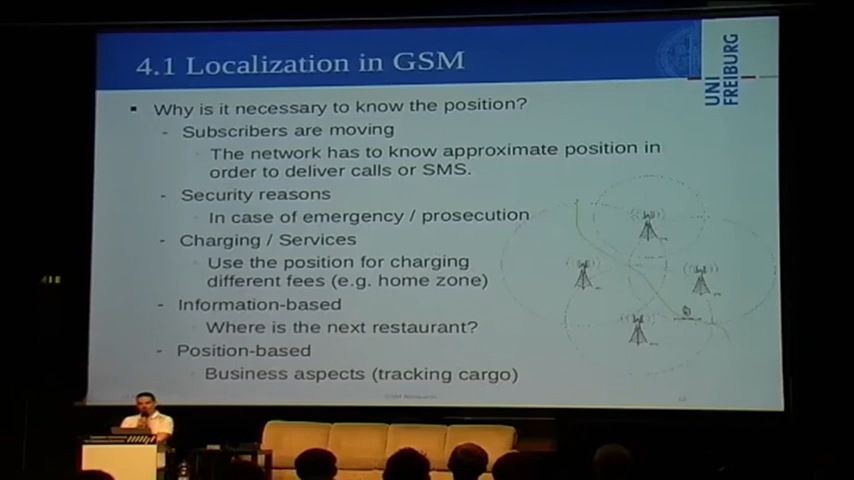 4.1 Localization in GSM
UNI
FREIBURG
▪ Why is it necessary to know the position?
- Subscribers are moving
The network has to know approximate position in
order to deliver calls or SMS.
- Security reasons
In case of emergency / prosecution
- Charging / Services
Use the position for charging
different fees (e.g. home zone)
- Information-based
Where is the next restaurant?
- Position-based
Business aspects (tracking cargo)